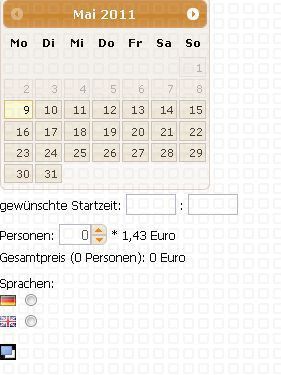 Mai 2011
Mo Di Mi Do Fr Sa So
1
2 3 4 5 6 7 8
9 10 11 12 13 14 15
16 17 18 19 20 21 22
23 24 25 26 27 28 29
30 31
gewünschte Startzeit: :
Personen: 0 * 1,43 Euro
Gesamtpreis (0 Personen): 0 Euro
Sprachen: